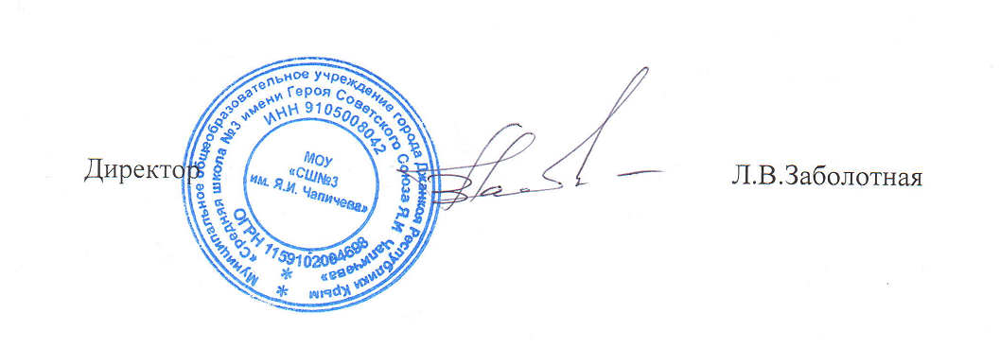 Директор
Муниципальное общеобразовательное учреждение города Джанкоя Республики Крым
«Средняя школа №3 имени Героя Советского Союза Я.И. Чапичева»
ИНН 9105008042
МОУ
«СШ№3
им. Я.И. Чапичева»
ОГРН 1159102084698
Л.В.Заболотная